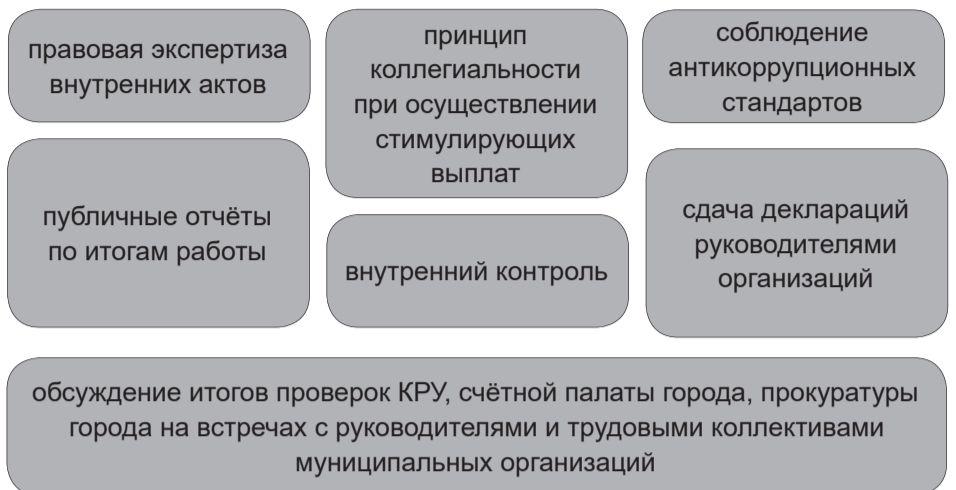 правовая экспертиза
внутренних актов
принцип
коллегиальности
при осуществлении
стимулирующих
выплат
соблюдение
антикоррупционных
стандартов
публичные отчёты
по итогам работы
внутренний контроль
сдача деклараций
руководителями
организаций
обсуждение итогов проверок КРУ, счётной палаты города, прокуратуры
города на встречах с руководителями и трудовыми коллективами
муниципальных организаций